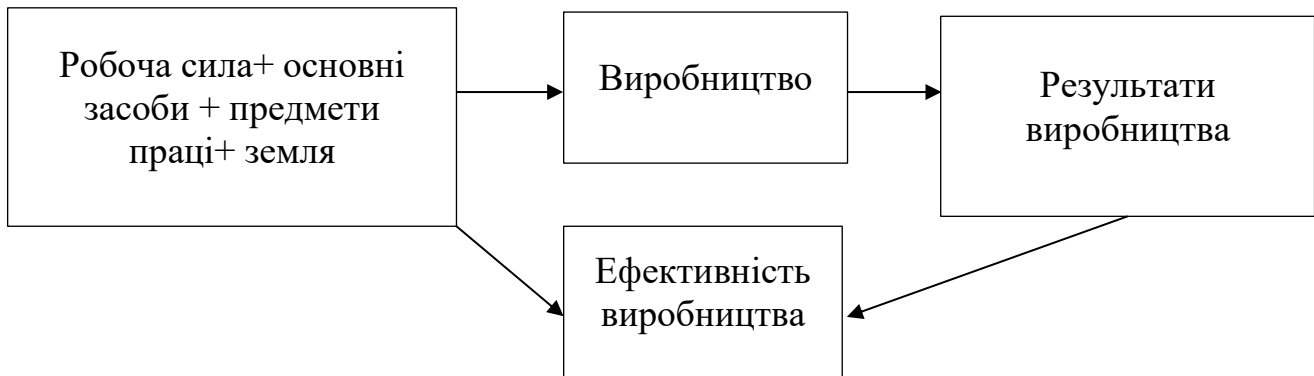 Робоча сила+ основні
засоби + предмети
праці+ земля
Виробництво
Результати
виробництва
Ефективність
виробництва